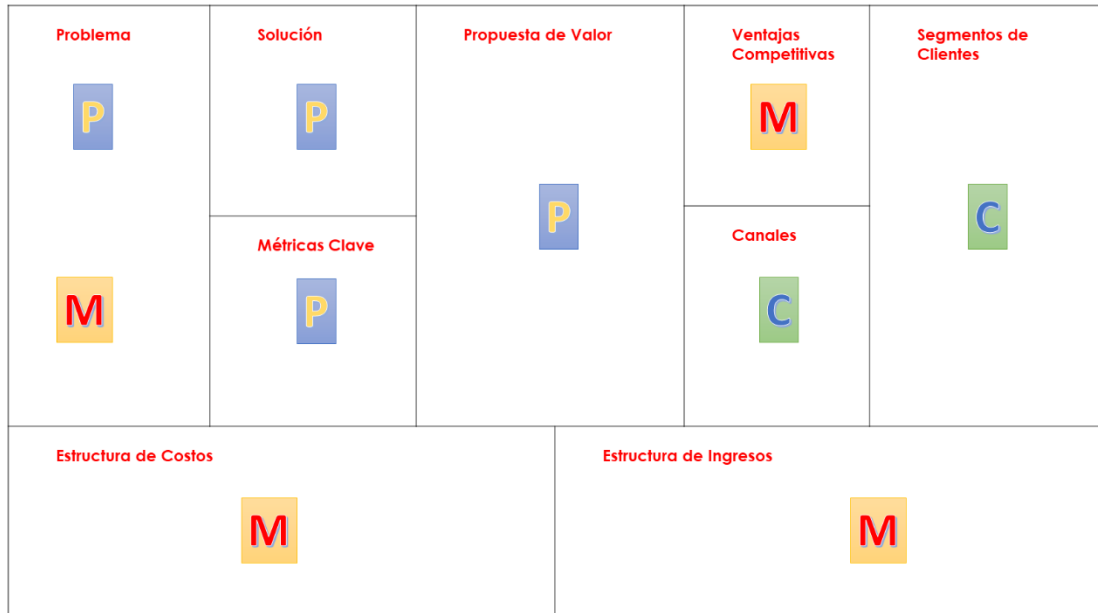 Problema
P
M
Solución
P
Métricas Clave
P
Propuesta de Valor
P
Ventajas
Competitivas
M
Canales
C
Segmentos de
Clientes
C
Estructura de Costos
M
Estructura de Ingresos
M